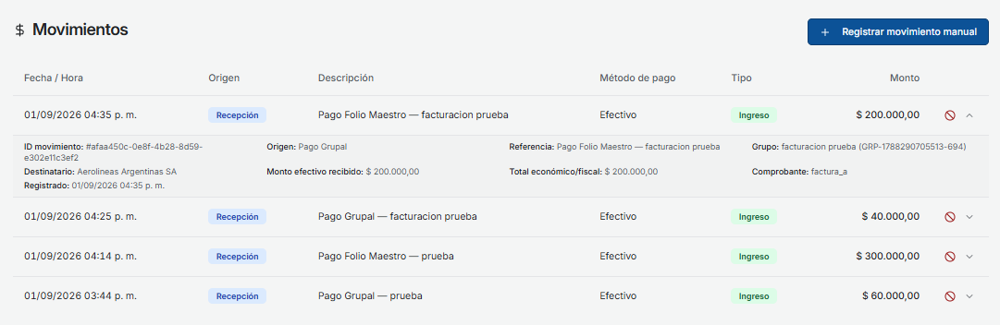 $ Movimientos
+ Registrar movimiento manual
Fecha / Hora Origen Descripción Método de pago Tipo Monto
01/09/2026 04:35 p. m. Recepción Pago Folio Maestro — facturacion prueba Efectivo Ingreso $ 200.000,00
ID movimiento: #afaa450c-0e8f-4b28-8d59-e302e11c3ef2 Origen: Pago Grupal Referencia: Pago Folio Maestro — facturacion prueba Grupo: facturacion prueba (GRP-1788290705513-694)
Destinatario: Aerolineas Argentinas SA Monto efectivo recibido: $ 200.000,00 Total económico/fiscal: $ 200.000,00 Comprobante: factura_a
Registrado: 01/09/2026 04:35 p. m.
01/09/2026 04:25 p. m. Recepción Pago Grupal — facturacion prueba Efectivo Ingreso $ 40.000,00
01/09/2026 04:14 p. m. Recepción Pago Folio Maestro — prueba Efectivo Ingreso $ 300.000,00
01/09/2026 03:44 p. m. Recepción Pago Grupal — prueba Efectivo Ingreso $ 60.000,00